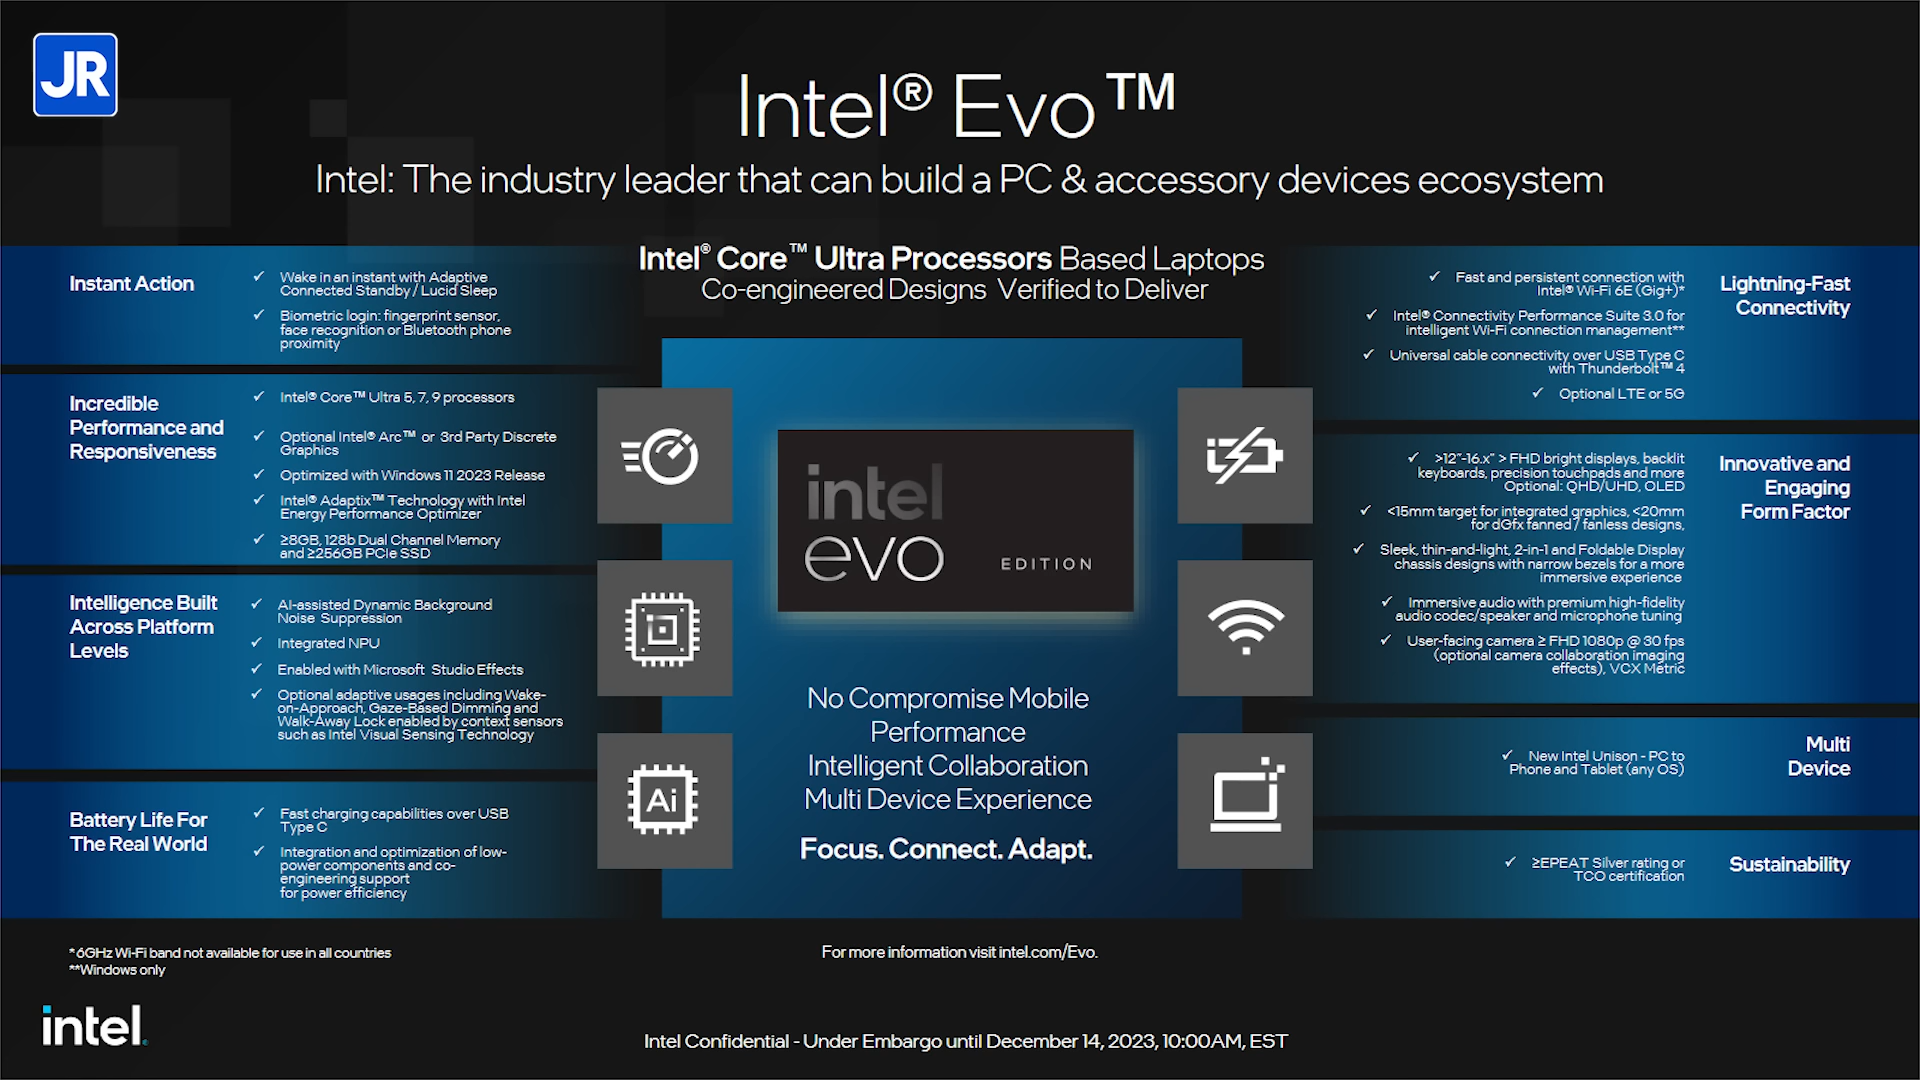 JR
Intel® Evo™
Intel: The industry leader that can build a PC & accessory devices ecosystem
Intel® Core™ Ultra Processors Based Laptops
Co-engineered Designs Verified to Deliver
Instant Action
✓ Wake in an instant with Adaptive
Connected Standby / Lucid Sleep
✓ Biometric login: fingerprint sensor,
face recognition or Bluetooth phone
proximity
Incredible
Performance and
Responsiveness
✓ Intel® Core™ Ultra 5, 7, 9 processors
✓ Optional Intel® Arc™ or 3rd Party Discrete
Graphics
✓ Optimized with Windows 11 2023 Release
✓ Intel® Adaptix™ Technology with Intel
Energy Performance Optimizer
✓ ≥8GB, 128b Dual Channel Memory
and ≥256GB PCIe SSD
Intelligence Built
Across Platform
Levels
✓ AI-assisted Dynamic Background
Noise Suppression
✓ Integrated NPU
✓ Enabled with Microsoft Studio Effects
✓ Optional adaptive usages including Wake-
on-Approach, Gaze-Based Dimming and
Walk-Away Lock enabled by context sensors
such as Intel Visual Sensing Technology
Battery Life For
The Real World
✓ Fast charging capabilities over USB
Type C
✓ Integration and optimization of low-
power components and co-
engineering support
for power efficiency
Ai
intel
evo
EDITION
No Compromise Mobile
Performance
Intelligent Collaboration
Multi Device Experience
Focus. Connect. Adapt.
Lightning-Fast
Connectivity
✓ Fast and persistent connection with
Intel® Wi-Fi 6E (Gig+)*
✓ Intel® Connectivity Performance Suite 3.0 for
intelligent Wi-Fi connection management**
✓ Universal cable connectivity over USB Type C
with Thunderbolt™ 4
✓ Optional LTE or 5G
Innovative and
Engaging
Form Factor
✓ >12"-16.x" > FHD bright displays, backlit
keyboards, precision touchpads and more
Optional: QHD/UHD, OLED
✓ <15mm target for integrated graphics, <20mm
for dGfx fanned / fanless designs,
✓ Sleek, thin-and-light, 2-in-1 and Foldable Display
chassis designs with narrow bezels for a more
immersive experience
✓ Immersive audio with premium high-fidelity
audio codec/speaker and microphone tuning
✓ User-facing camera ≥ FHD 1080p @ 30 fps
(optional camera collaboration imaging
effects), VCX Metric
Multi
Device
✓ New Intel Unison - PC to
Phone and Tablet (any OS)
Sustainability
✓ ≥EPEAT Silver rating or
TCO certification
* 6GHz Wi-Fi band not available for use in all countries
**Windows only
For more information visit intel.com/Evo.
intel.
Intel Confidential - Under Embargo until December 14, 2023, 10:00AM, EST